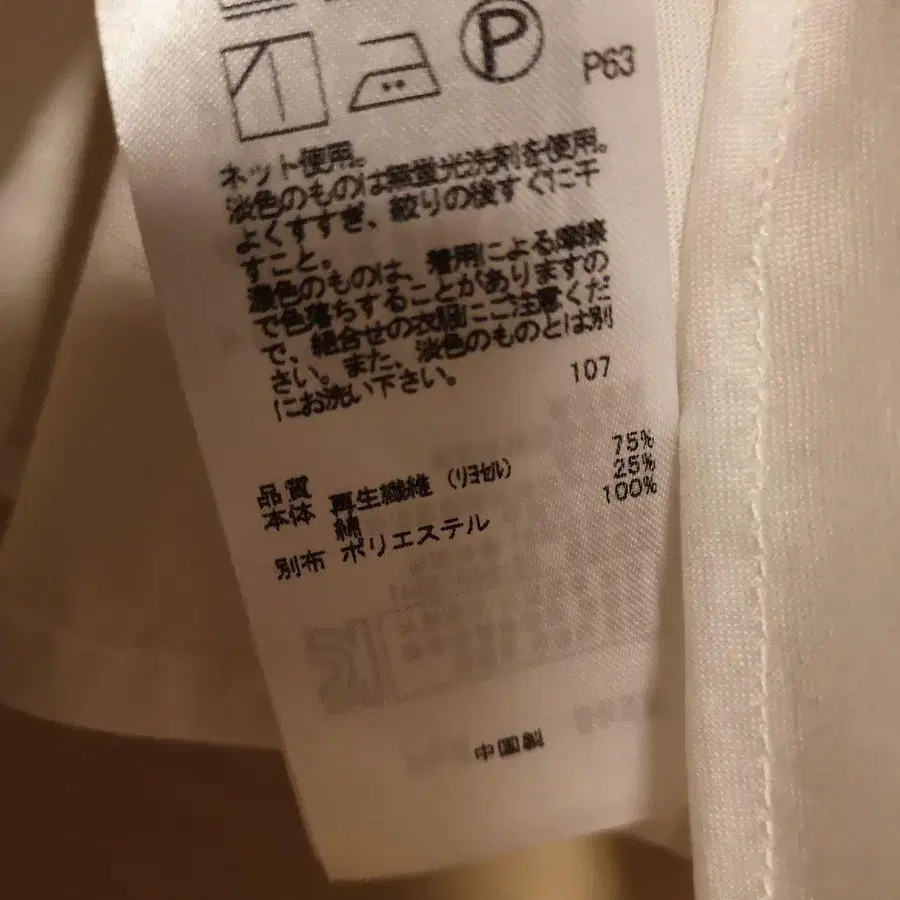 P
P63
ネット使用。
淡色のものは無蛍光洗剤を使用。
よくすすぎ、絞りの後すぐに干
すこと。
濃色のものは、着用による摩擦
で色落ちすることがありますの
で、組合せの衣服にご注意くだ
さい。また、淡色のものとは別
にお洗い下さい。 107
品質
本体 再生繊維 (リヨセル) 75%
綿 25%
別布 ポリエステル 100%
中国製